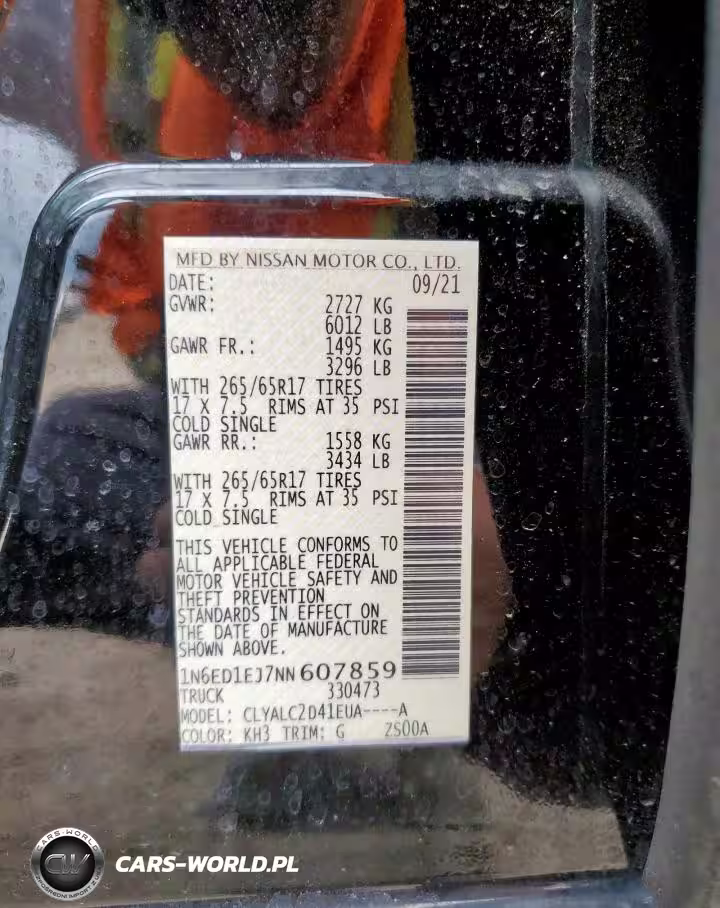 MFD BY NISSAN MOTOR CO., LTD.
DATE: 09/21
GVWR: 2727 KG
6012 LB
GAWR FR.: 1495 KG
3296 LB
WITH 265/65R17 TIRES
17 X 7.5 RIMS AT 35 PSI
COLD SINGLE
GAWR RR.: 1558 KG
3434 LB
WITH 265/65R17 TIRES
17 X 7.5 RIMS AT 35 PSI
COLD SINGLE
THIS VEHICLE CONFORMS TO
ALL APPLICABLE FEDERAL
MOTOR VEHICLE SAFETY AND
THEFT PREVENTION
STANDARDS IN EFFECT ON
THE DATE OF MANUFACTURE
SHOWN ABOVE.
1N6ED1EJ7NN607859
TRUCK 330473
MODEL: CLYALC2D41EUA----A
COLOR: KH3 TRIM: G ZS00A
CARS-WORLD
CW
CARS-WORLD.PL